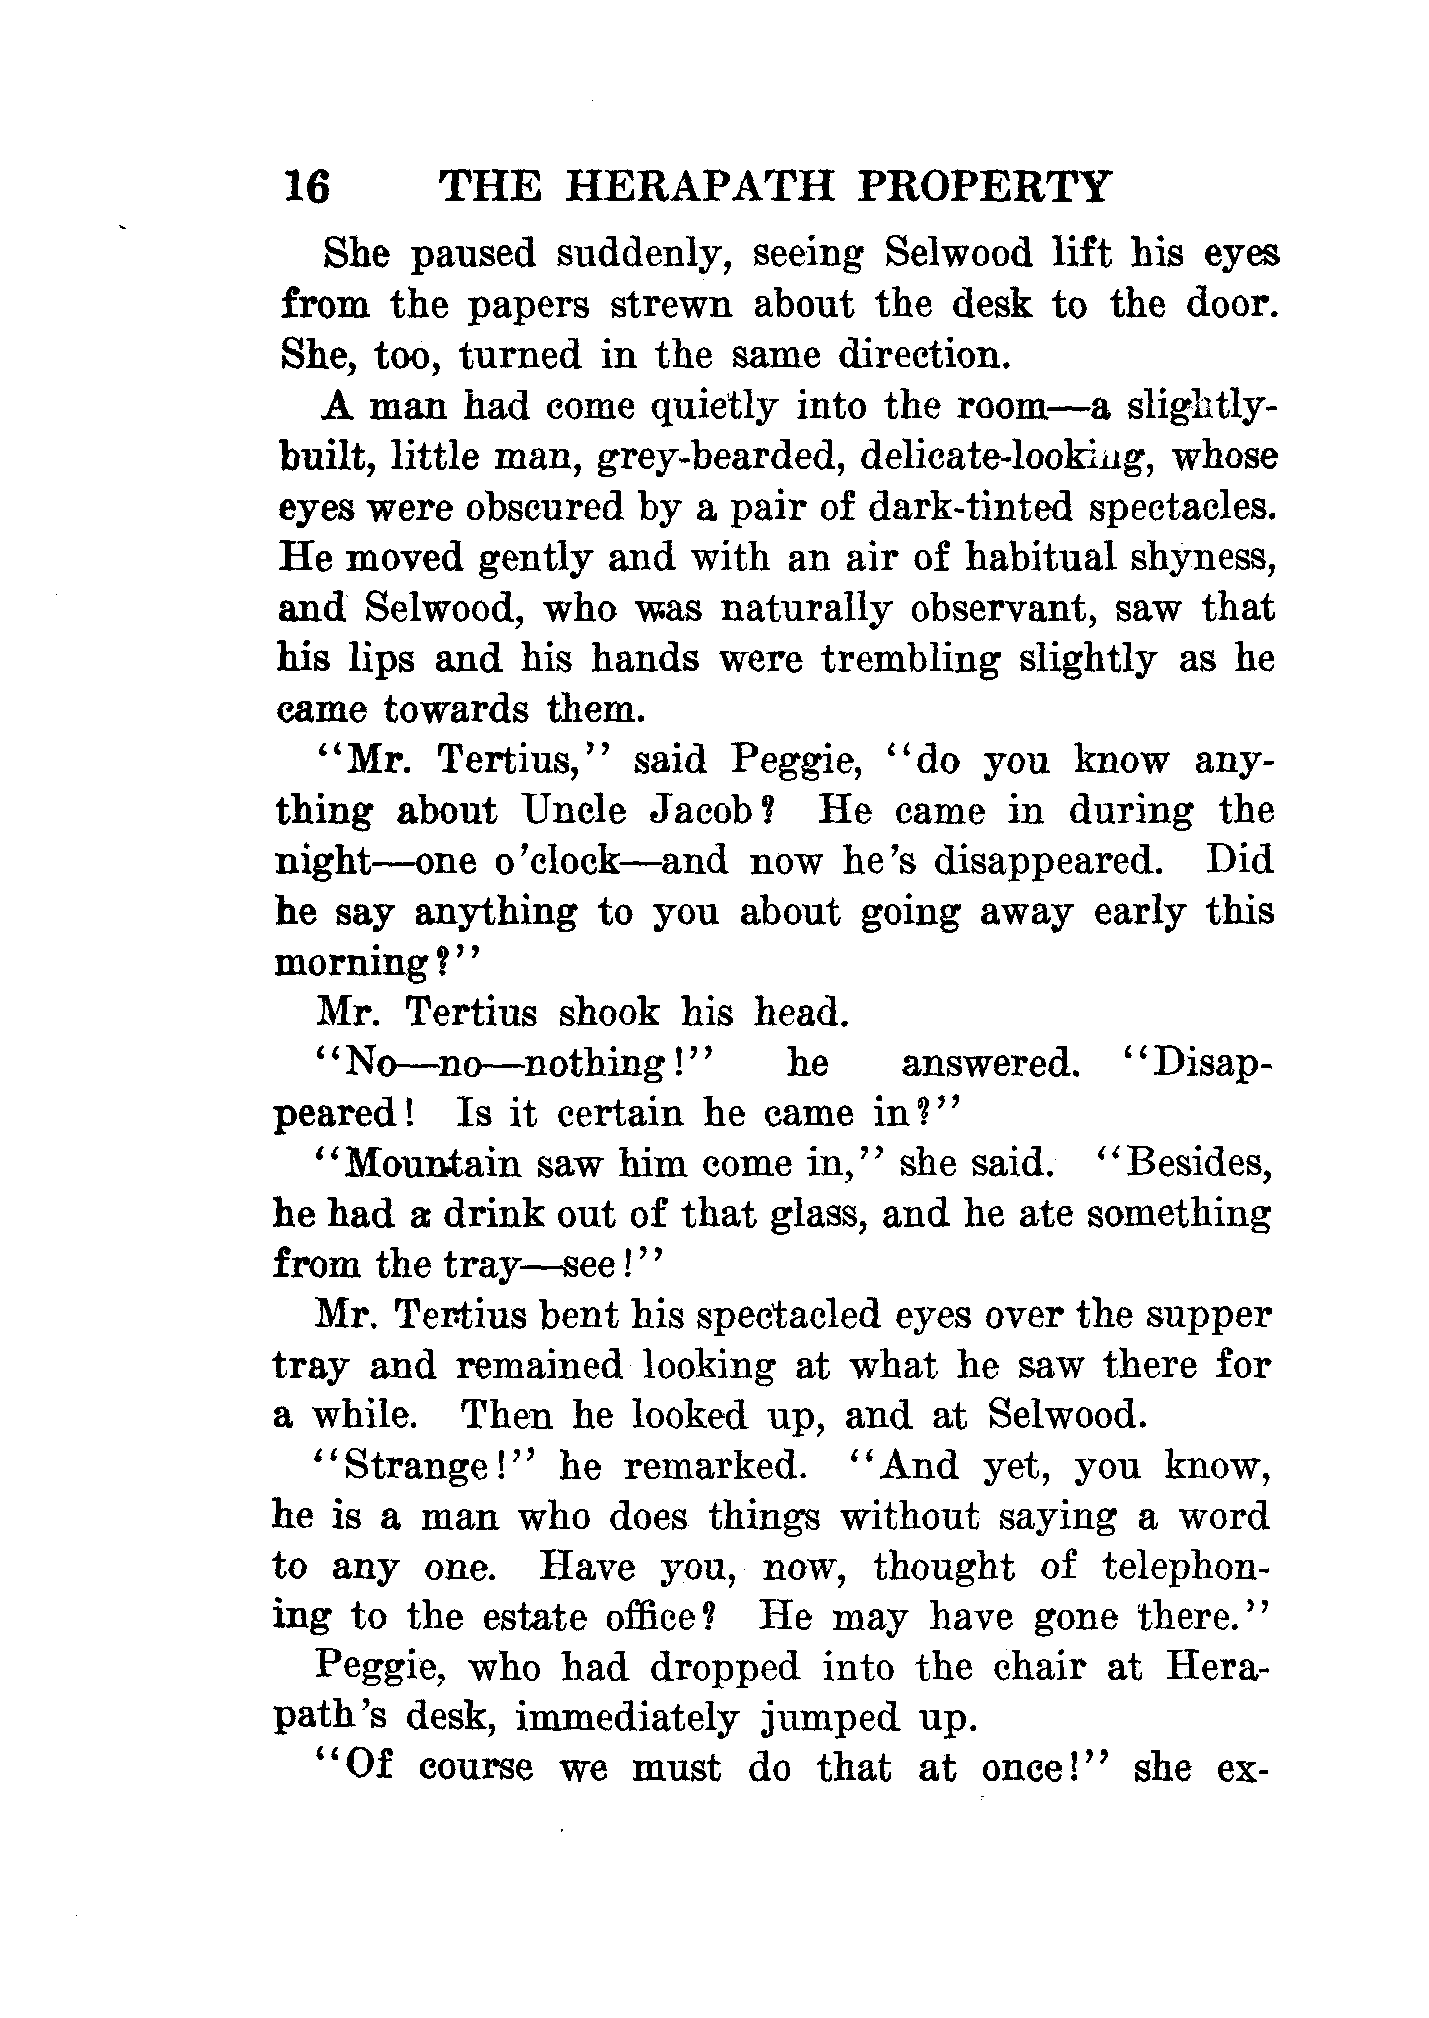 16 THE HERAPATH PROPERTY
She paused suddenly, seeing Selwood lift his eyes
from the papers strewn about the desk to the door.
She, too, turned in the same direction.
A man had come quietly into the room—a slightly-
built, little man, grey-bearded, delicate-looking, whose
eyes were obscured by a pair of dark-tinted spectacles.
He moved gently and with an air of habitual shyness,
and Selwood, who was naturally observant, saw that
his lips and his hands were trembling slightly as he
came towards them.
“Mr. Tertius,” said Peggie, “do you know any-
thing about Uncle Jacob? He came in during the
night—one o’clock—and now he’s disappeared. Did
he say anything to you about going away early this
morning?”
Mr. Tertius shook his head.
“No—no—nothing!” he answered. “Disap-
peared! Is it certain he came in?”
“Mountain saw him come in,” she said. “Besides,
he had a drink out of that glass, and he ate something
from the tray—see!”
Mr. Tertius bent his spectacled eyes over the supper
tray and remained looking at what he saw there for
a while. Then he looked up, and at Selwood.
“Strange!” he remarked. “And yet, you know,
he is a man who does things without saying a word
to any one. Have you, now, thought of telephon-
ing to the estate office? He may have gone there.”
Peggie, who had dropped into the chair at Hera-
path’s desk, immediately jumped up.
“Of course we must do that at once!” she ex-